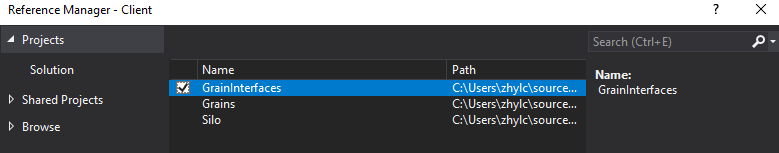 Reference Manager - Client
Projects
Solution
Shared Projects
Browse
Name
Path
GrainInterfaces
C:\Users\zhylc\source...
Grains
C:\Users\zhylc\source...
Silo
C:\Users\zhylc\source...
Search (Ctrl+E)
Name:
GrainInterfaces